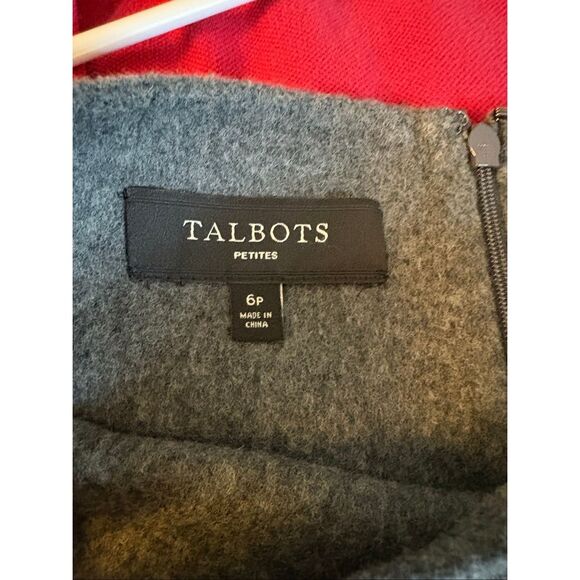 TALBOTS
PETITES
6P
MADE IN
CHINA